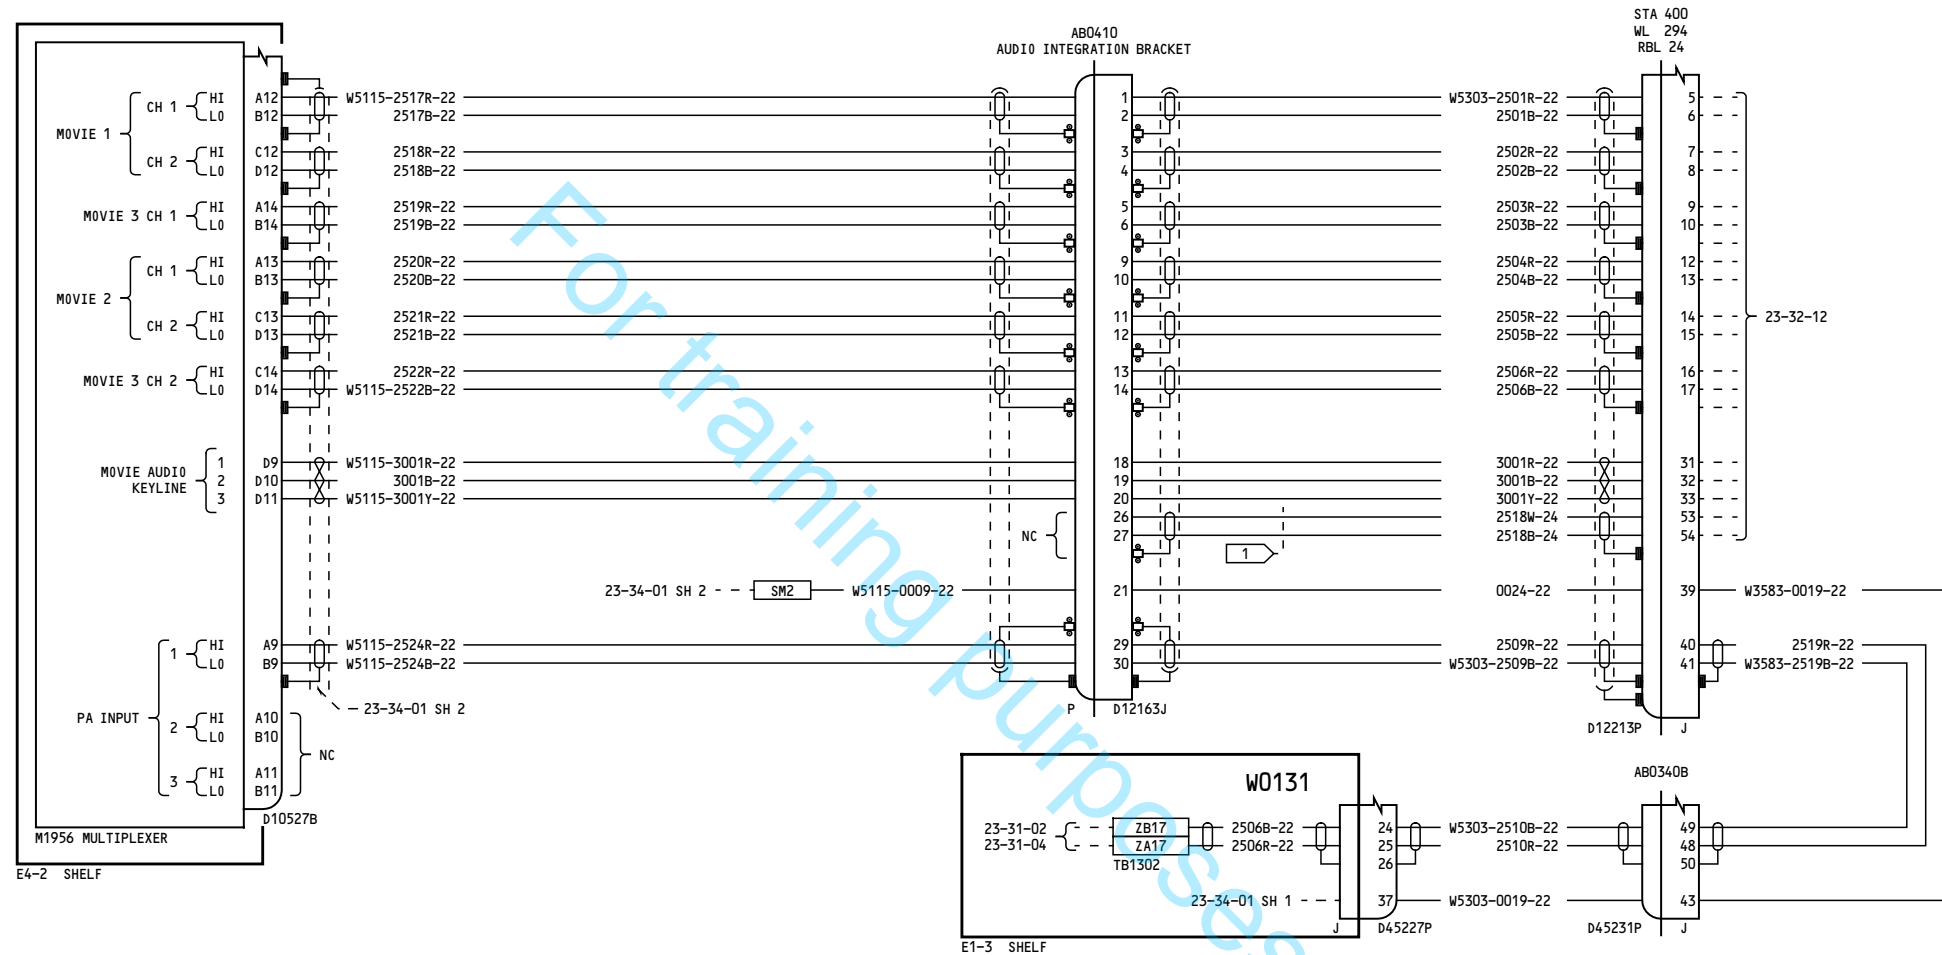 STA 400
WL 294
RBL 24
AB0410
AUDIO INTEGRATION BRACKET
MOVIE 1 CH 1 HI A12 W5115-2517R-22 1 W5303-2501R-22 5
LO B12 2517B-22 2 2501B-22 6
CH 2 HI C12 2518R-22 3 2502R-22 7
LO D12 2518B-22 4 2502B-22 8
MOVIE 3 CH 1 HI A14 2519R-22 5 2503R-22 9
LO B14 2519B-22 6 2503B-22 10
MOVIE 2 CH 1 HI A13 2520R-22 9 2504R-22 12
LO B13 2520B-22 10 2504B-22 13
CH 2 HI C13 2521R-22 11 2505R-22 14 23-32-12
LO D13 2521B-22 12 2505B-22 15
MOVIE 3 CH 2 HI C14 2522R-22 13 2506R-22 16
LO D14 W5115-2522B-22 14 2506B-22 17
MOVIE AUDIO
KEYLINE
1 D9 W5115-3001R-22 18 3001R-22 31
2 D10 3001B-22 19 3001B-22 32
3 D11 W5115-3001Y-22 20 3001Y-22 33
26 2518W-24 53
NC 27 2518B-24 54
1
23-34-01 SH 2 SM2 W5115-0009-22 21 0024-22 39 W3583-0019-22
PA INPUT
1 HI A9 W5115-2524R-22 29 2509R-22 40 2519R-22
LO B9 W5115-2524B-22 30 W5303-2509B-22 41 W3583-2519B-22
23-34-01 SH 2
P D12163J
2 HI A10
LO B10
NC
3 HI A11
LO B11
D12213P J
D10527B
M1956 MULTIPLEXER
E4-2 SHELF
W0131
AB0340B
23-31-02 ZB17 2506B-22 24 W5303-2510B-22 49
23-31-04 ZA17 2506R-22 25 2510R-22 48
TB1302 26 50
23-34-01 SH 1 37 W5303-0019-22 43
J D45227P D45231P J
E1-3 SHELF
For training purposes